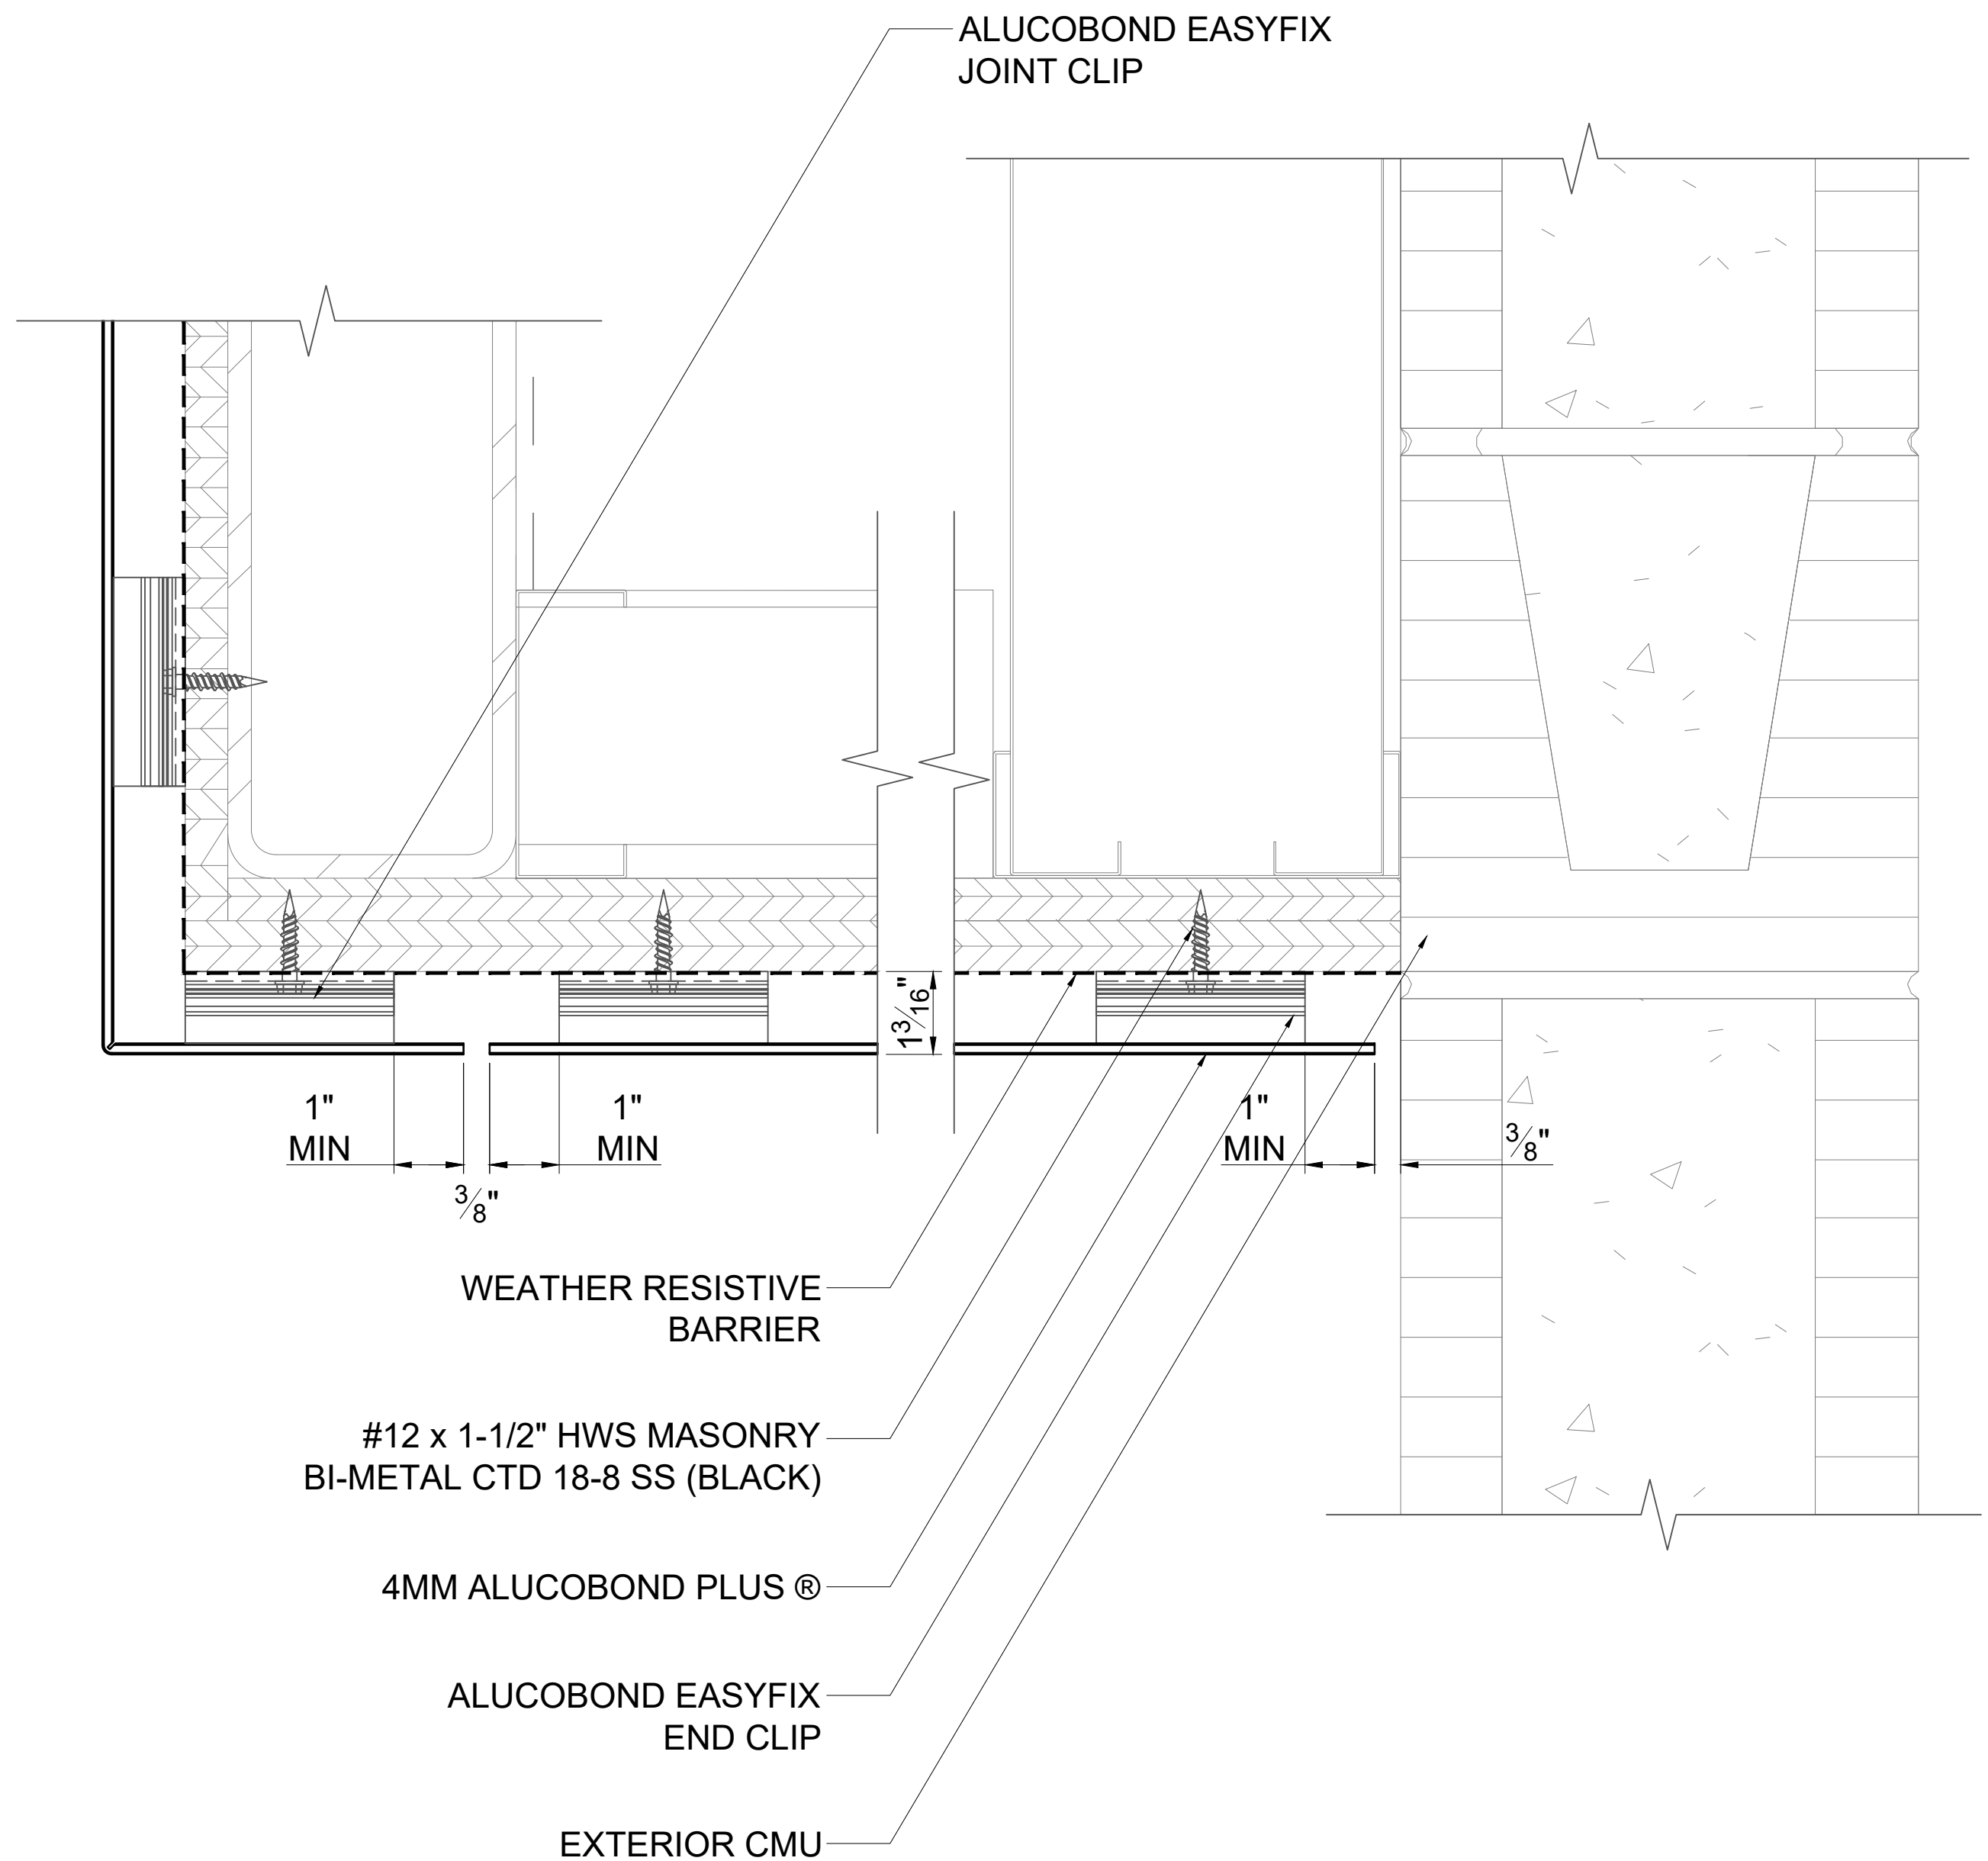 ALUCOBOND EASYFIX
JOINT CLIP
1 3/16"
1"
MIN
1"
MIN
1"
MIN
3/8"
3/8"
WEATHER RESISTIVE
BARRIER
#12 x 1-1/2" HWS MASONRY
BI-METAL CTD 18-8 SS (BLACK)
4MM ALUCOBOND PLUS ®
ALUCOBOND EASYFIX
END CLIP
EXTERIOR CMU